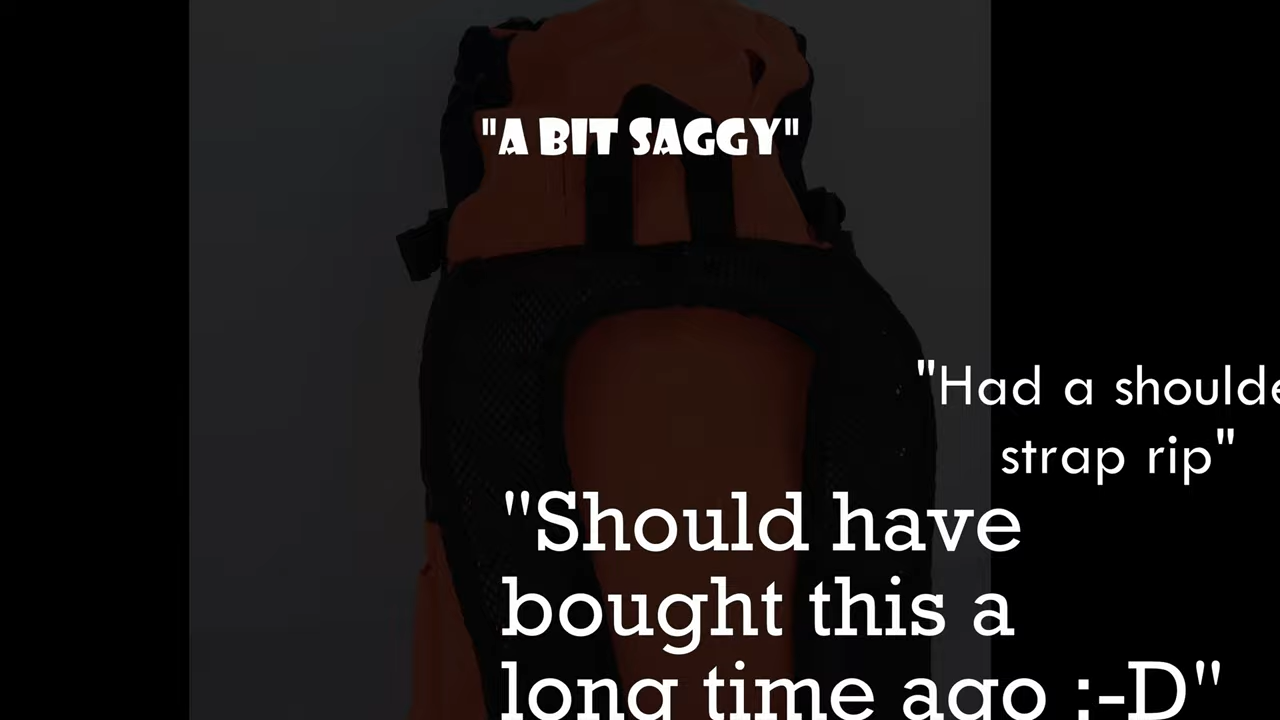 "A BIT SAGGY"
"Had a shoulde
strap rip"
"Should have
bought this a
long time ago ;-D"